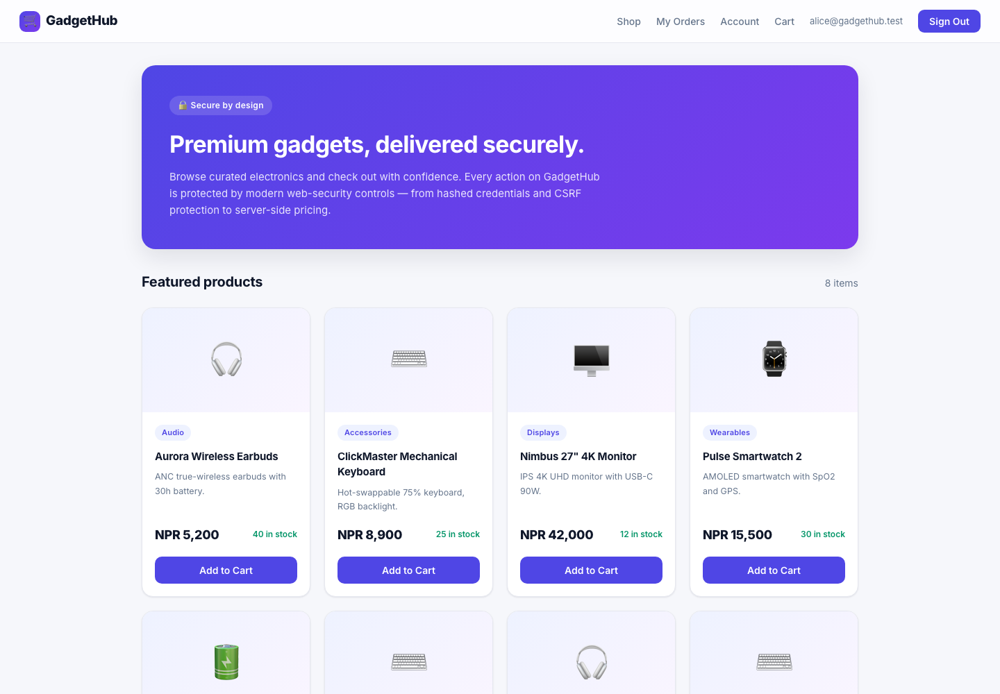 GadgetHub
Shop
My Orders
Account
Cart
alice@gadgethub.test
Sign Out
Secure by design
Premium gadgets, delivered securely.
Browse curated electronics and check out with confidence. Every action on GadgetHub
is protected by modern web-security controls — from hashed credentials and CSRF
protection to server-side pricing.
Featured products
8 items
Audio
Aurora Wireless Earbuds
ANC true-wireless earbuds with
30h battery.
NPR 5,200
40 in stock
Add to Cart
Accessories
ClickMaster Mechanical
Keyboard
Hot-swappable 75% keyboard,
RGB backlight.
NPR 8,900
25 in stock
Add to Cart
Displays
Nimbus 27" 4K Monitor
IPS 4K UHD monitor with USB-C
90W.
NPR 42,000
12 in stock
Add to Cart
Wearables
Pulse Smartwatch 2
AMOLED smartwatch with SpO2
and GPS.
NPR 15,500
30 in stock
Add to Cart